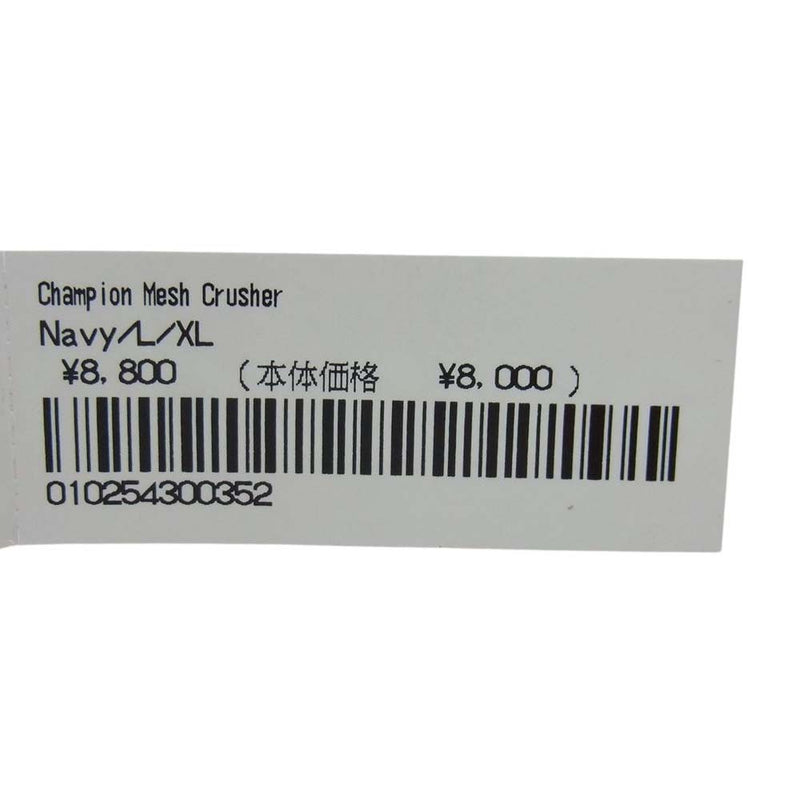 Champion Mesh Crusher
Navy/L/XL
¥8,800 (本体価格 ¥8,000)
010254300352